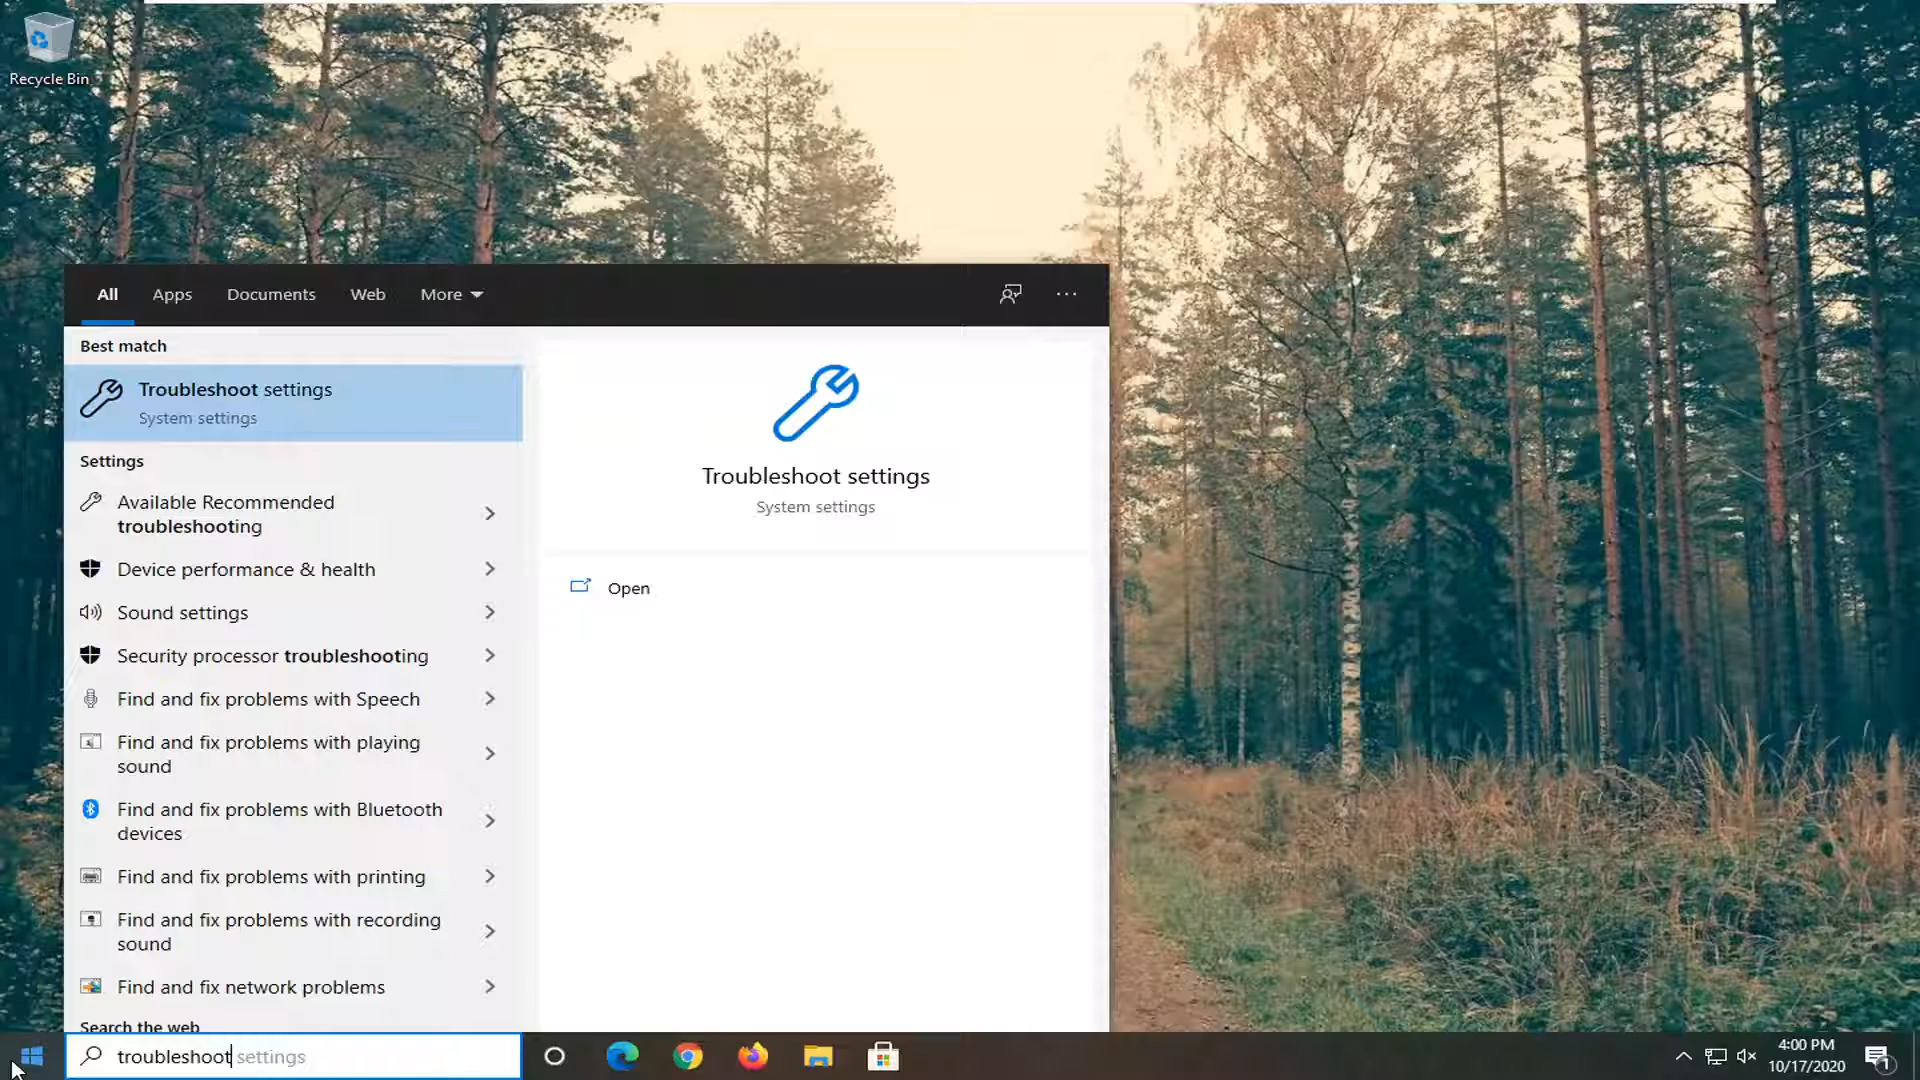 Recycle Bin
All Apps Documents Web More
Best match
Troubleshoot settings
System settings
Settings
Available Recommended
troubleshooting
Device performance & health
Sound settings
Security processor troubleshooting
Find and fix problems with Speech
Find and fix problems with playing
sound
Find and fix problems with Bluetooth
devices
Find and fix problems with printing
Find and fix problems with recording
sound
Find and fix network problems
Search the web
Troubleshoot settings
System settings
Open
troubleshoot settings
4:00 PM
10/17/2020
1